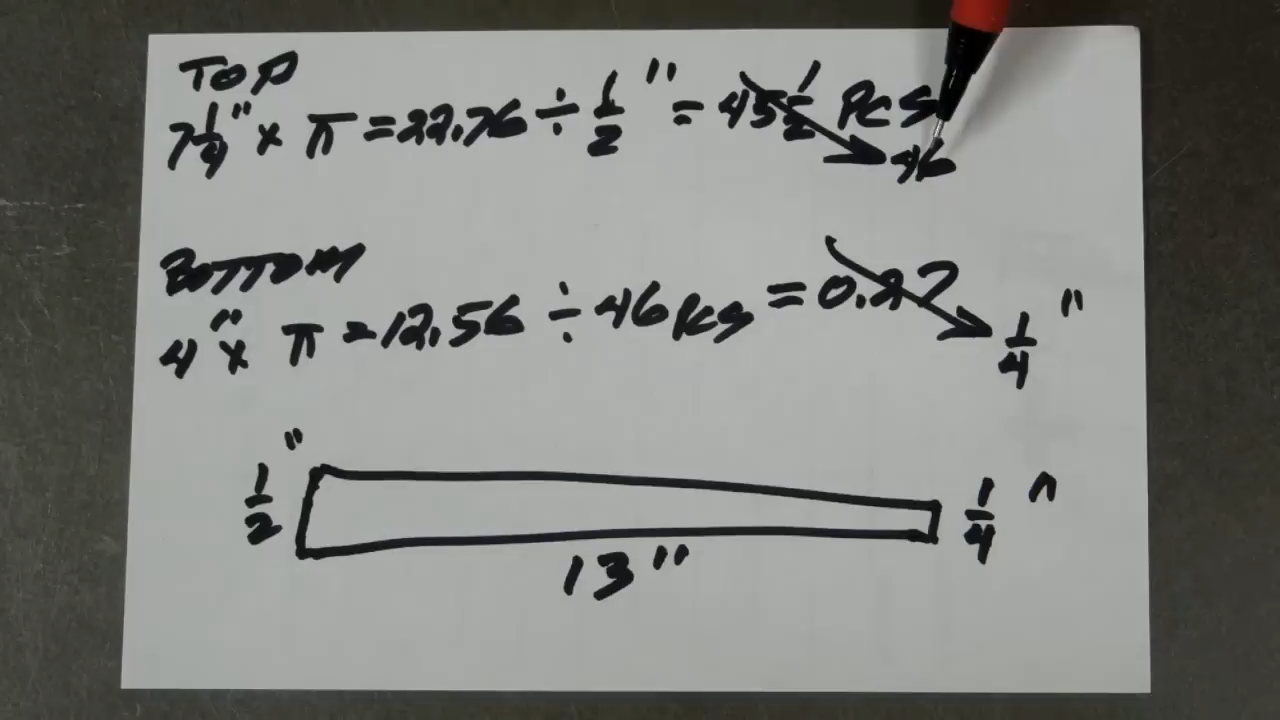 TOP
7 1/4" × π = 22.76 ÷ 1/2" = 45 1/2 PCS
46
BOTTOM
4" × π = 12.56 ÷ 46 PCS = 0.27
1/4"
1/2"
1/4"
13"